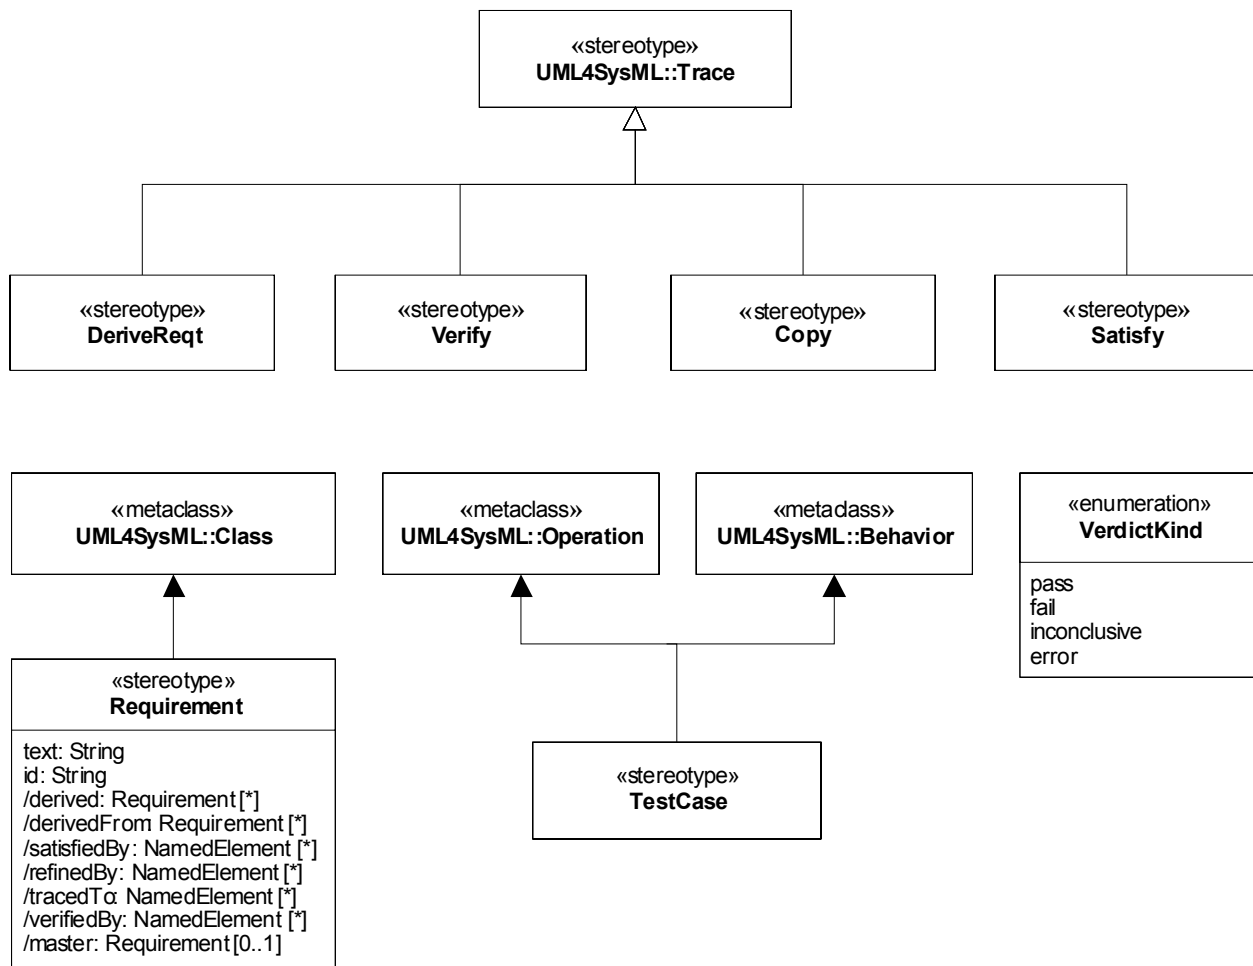 «stereotype»
UML4SysML::Trace
«stereotype»
DeriveReqt
«stereotype»
Verify
«stereotype»
Copy
«stereotype»
Satisfy
«metaclass»
UML4SysML::Class
«metaclass»
UML4SysML::Operation
«metaclass»
UML4SysML::Behavior
«enumeration»
VerdictKind
pass
fail
inconclusive
error
«stereotype»
Requirement
text: String
id: String
/derived: Requirement [*]
/derivedFrom: Requirement [*]
/satisfiedBy: NamedElement [*]
/refinedBy: NamedElement [*]
/tracedTo: NamedElement [*]
/verifiedBy: NamedElement [*]
/master: Requirement [0..1]
«stereotype»
TestCase